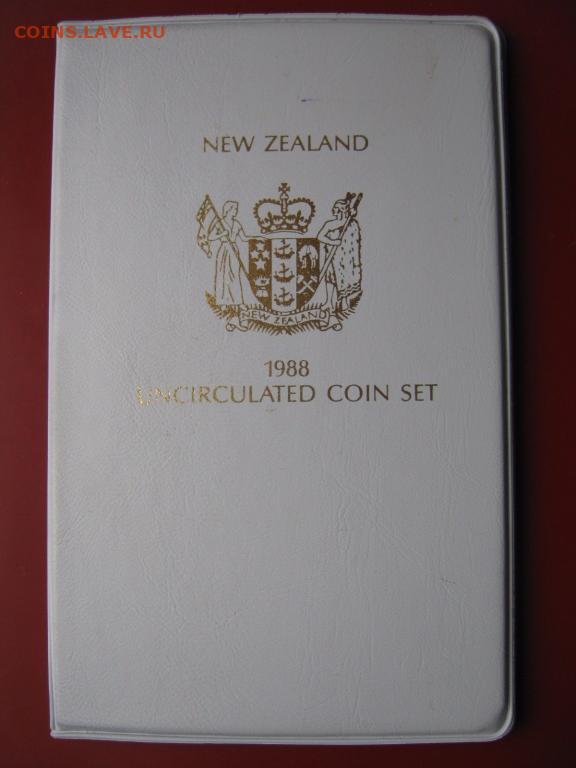 COINS.LAVE.RU
NEW ZEALAND
NEW ZEALAND
1988
UNCIRCULATED COIN SET